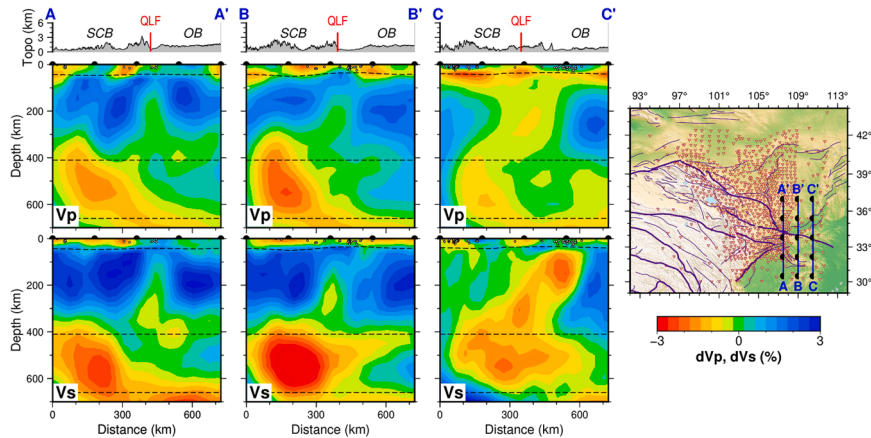 A A' B B' C C'
QLF QLF QLF
SCB OB SCB OB SCB OB
Topo (km)
6
3
0
Depth (km)
0
200
400
600
Vp Vp Vp
Depth (km)
0
200
400
600
Vs Vs Vs
0 300 600 0 300 600 0 300 600
Distance (km) Distance (km) Distance (km)
93° 97° 101° 105° 109° 113°
42°
39°
36°
33°
30°
A' B' C'
A B C
−3 0 3
dVp, dVs (%)